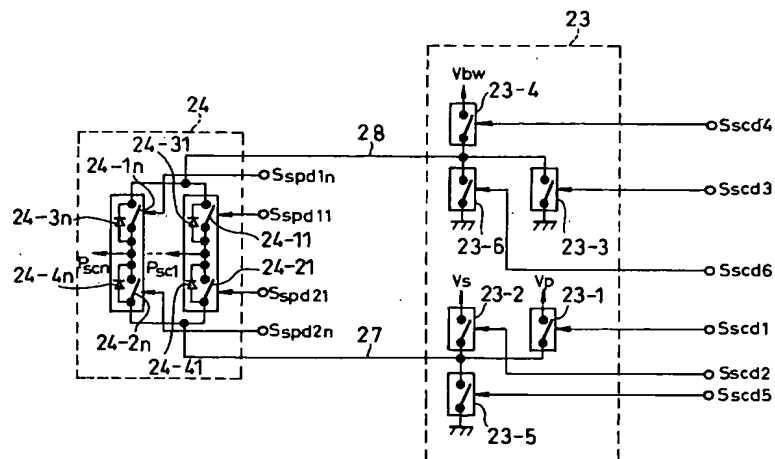 23
Vbw
23-4
Sscd4
24
28
24-31
24-1n
Sspd1n
Sscd3
Sspd11
24-3n
24-11
23-6
23-3
Pscn
Psc1
24-21
Sscd6
24-4n
Vs
23-2
Vp
23-1
Sspd21
Sscd1
Sspd2n
24-2n
24-41
27
Sscd2
Sscd5
23-5